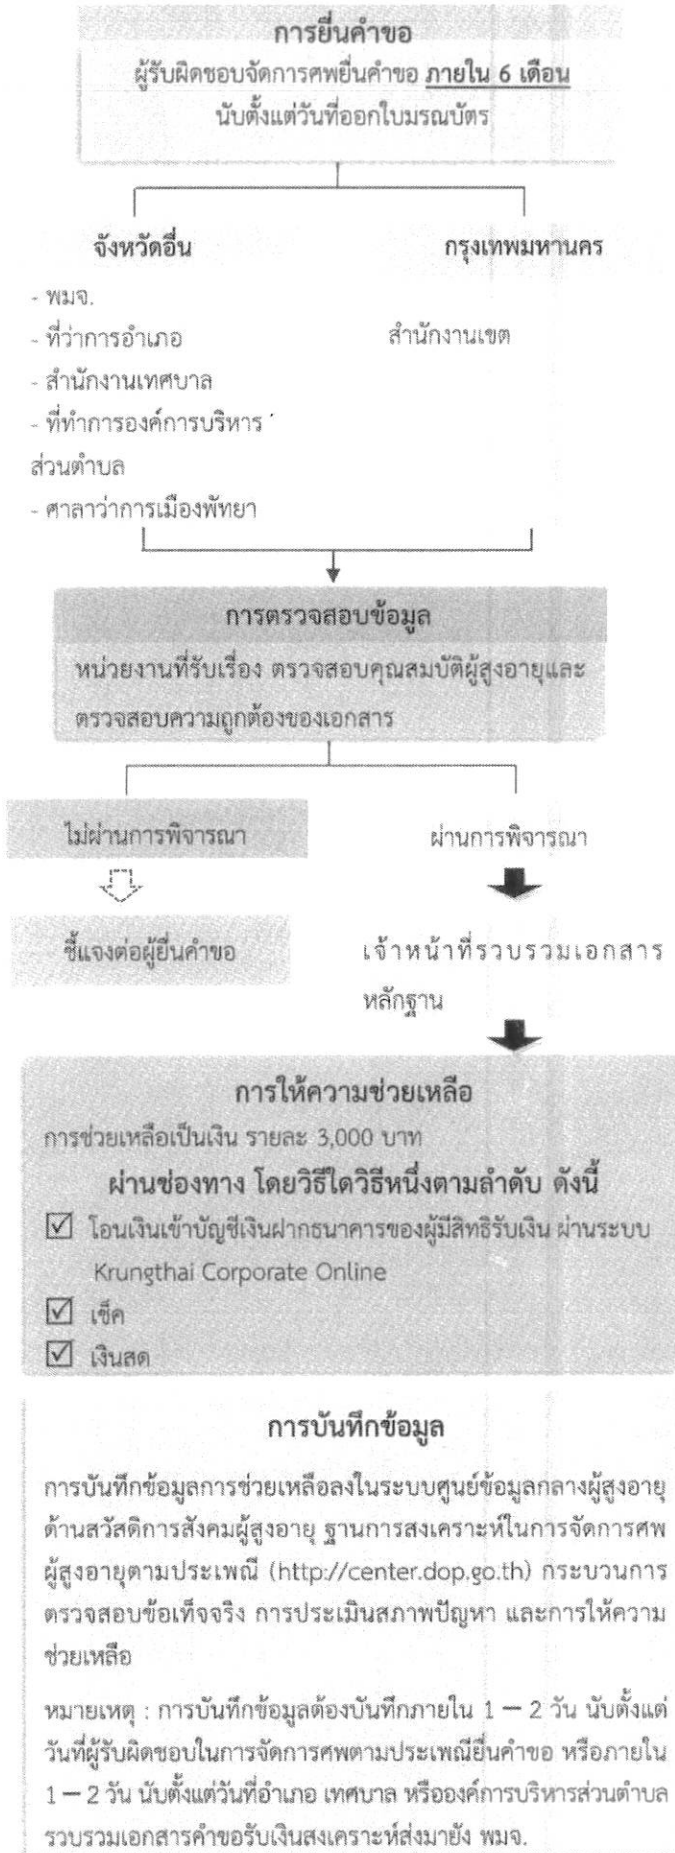 การยื่นคำขอ
ผู้รับผิดชอบจัดการศพยื่นคำขอ ภายใน 6 เดือน
นับตั้งแต่วันที่ออกใบมรณบัตร
จังหวัดอื่น
- พมจ.
- ที่ว่าการอำเภอ
- สำนักงานเทศบาล
- ที่ทำการองค์การบริหาร
ส่วนตำบล
- ศาลาว่าการเมืองพัทยา
กรุงเทพมหานคร
สำนักงานเขต
การตรวจสอบข้อมูล
หน่วยงานที่รับเรื่อง ตรวจสอบคุณสมบัติผู้สูงอายุและ
ตรวจสอบความถูกต้องของเอกสาร
ไม่ผ่านการพิจารณา
ชี้แจงต่อผู้ยื่นคำขอ
ผ่านการพิจารณา
เจ้าหน้าที่รวบรวมเอกสาร
หลักฐาน
การให้ความช่วยเหลือ
การช่วยเหลือเป็นเงิน รายละ 3,000 บาท
ผ่านช่องทาง โดยวิธีใดวิธีหนึ่งตามลำดับ ดังนี้
☑ โอนเงินเข้าบัญชีเงินฝากธนาคารของผู้มีสิทธิรับเงิน ผ่านระบบ
Krungthai Corporate Online
☑ เช็ค
☑ เงินสด
การบันทึกข้อมูล
การบันทึกข้อมูลการช่วยเหลือลงในระบบศูนย์ข้อมูลกลางผู้สูงอายุ
ด้านสวัสดิการสังคมผู้สูงอายุ ฐานการสงเคราะห์ในการจัดการศพ
ผู้สูงอายุตามประเพณี (http://center.dop.go.th) กระบวนการ
ตรวจสอบข้อเท็จจริง การประเมินสภาพปัญหา และการให้ความ
ช่วยเหลือ
หมายเหตุ : การบันทึกข้อมูลต้องบันทึกภายใน 1 – 2 วัน นับตั้งแต่
วันที่ผู้รับผิดชอบในการจัดการศพตามประเพณียื่นคำขอ หรือภายใน
1 – 2 วัน นับตั้งแต่วันที่อำเภอ เทศบาล หรือองค์การบริหารส่วนตำบล
รวบรวมเอกสารคำขอรับเงินสงเคราะห์ส่งมายัง พมจ.